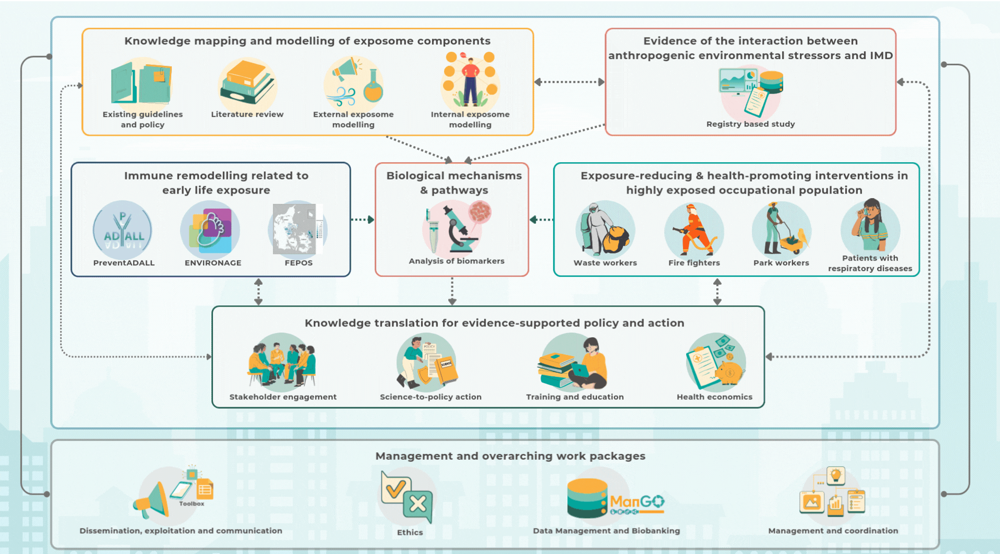 Knowledge mapping and modelling of exposome components
Existing guidelines
and policy
Literature review
External exposome
modelling
Internal exposome
modelling
Evidence of the interaction between
anthropogenic environmental stressors and IMD
Registry based study
Immune remodelling related to
early life exposure
P
AD ALL
PreventADALL
ENVIRONAGE
FEPOS
Biological mechanisms
& pathways
Analysis of biomarkers
Exposure-reducing & health-promoting interventions in
highly exposed occupational population
Waste workers
Fire fighters
Park workers
Patients with
respiratory diseases
Knowledge translation for evidence-supported policy and action
Stakeholder engagement
POLICY
SCIENCE
Science-to-policy action
Training and education
Health economics
Management and overarching work packages
Toolbox
Dissemination, exploitation and communication
Ethics
ManGO
Data Management and Biobanking
Management and coordination